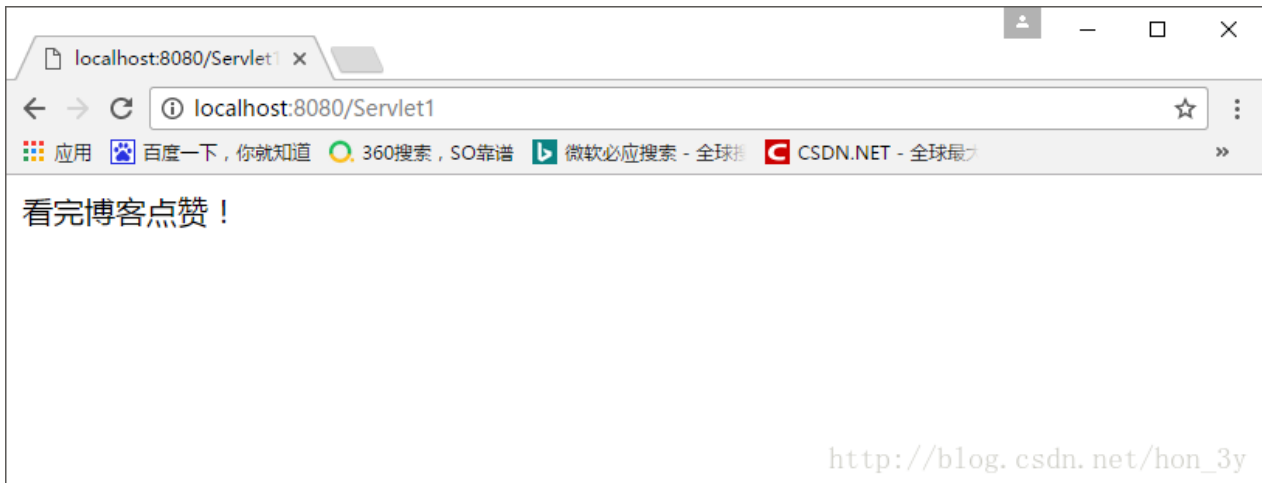 localhost:8080/Servlet1
localhost:8080/Servlet1
应用 百度一下，你就知道 360搜索，SO靠谱 微软必应搜索 - 全球搜 CSDN.NET - 全球最大
看完博客点赞！
http://blog.csdn.net/hon_3y